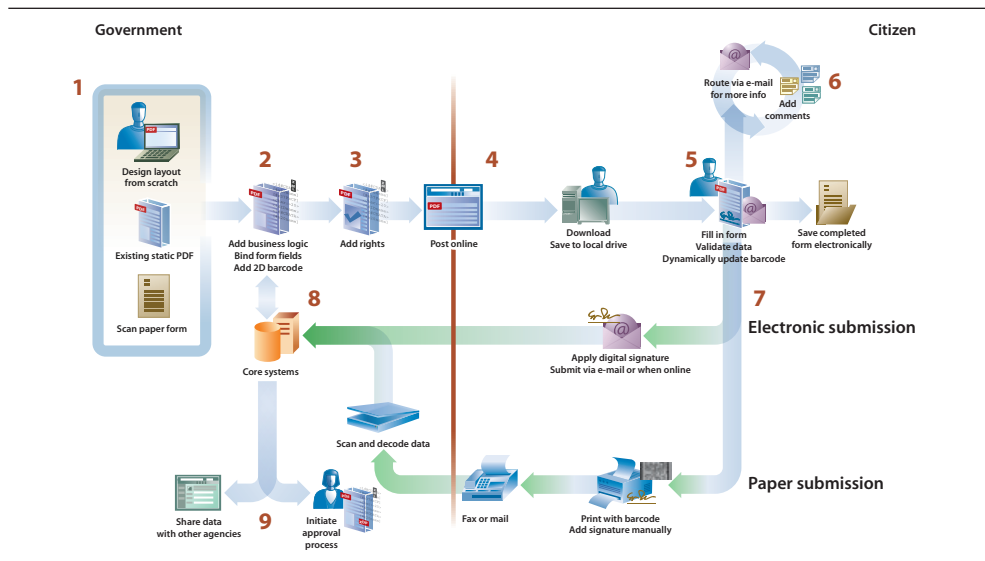 Government
Citizen
1
Design layout
from scratch
Existing static PDF
Scan paper form
2
Add business logic
Bind form fields
Add 2D barcode
3
Add rights
4
Post online
Download
Save to local drive
5
Fill in form
Validate data
Dynamically update barcode
6
Route via e-mail
for more info
Add
comments
Save completed
form electronically
7
Electronic submission
Apply digital signature
Submit via e-mail or when online
8
Core systems
Scan and decode data
Paper submission
Print with barcode
Add signature manually
Fax or mail
9
Share data
with other agencies
Initiate
approval
process
PDF
PDF
PDF
PDF
PDF
PDF
PDF
PDF